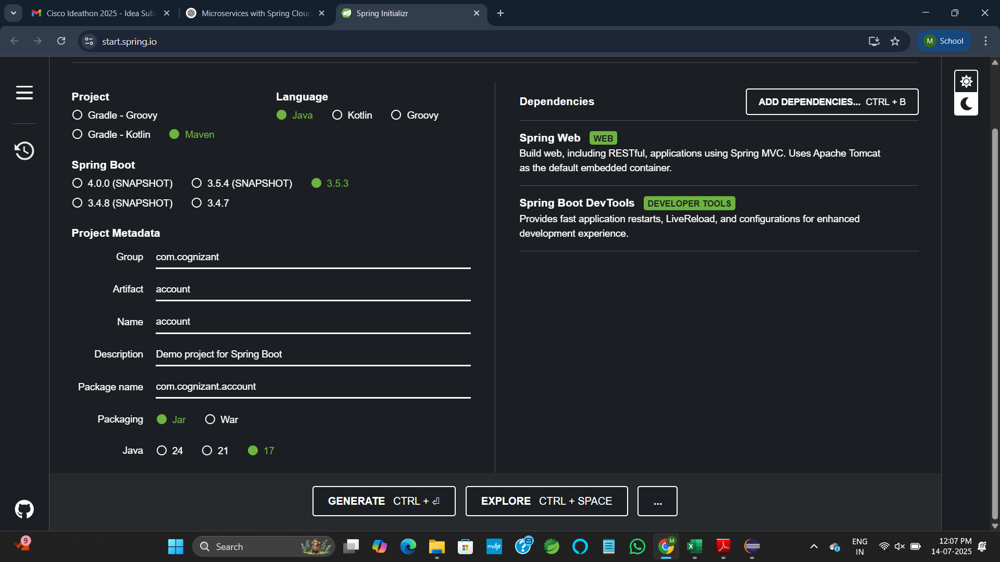 Cisco Ideathon 2025 - Idea Sub
Microservices with Spring Clou
Spring Initializr
start.spring.io
M School
Project
Gradle - Groovy
Gradle - Kotlin Maven
Language
Java Kotlin Groovy
Spring Boot
4.0.0 (SNAPSHOT) 3.5.4 (SNAPSHOT) 3.5.3
3.4.8 (SNAPSHOT) 3.4.7
Project Metadata
Group com.cognizant
Artifact account
Name account
Description Demo project for Spring Boot
Package name com.cognizant.account
Packaging Jar War
Java 24 21 17
Dependencies
ADD DEPENDENCIES... CTRL + B
Spring Web WEB
Build web, including RESTful, applications using Spring MVC. Uses Apache Tomcat
as the default embedded container.
Spring Boot DevTools DEVELOPER TOOLS
Provides fast application restarts, LiveReload, and configurations for enhanced
development experience.
GENERATE CTRL + ⏎
EXPLORE CTRL + SPACE
...
9
Search
myhp
M
ENG
IN
12:07 PM
14-07-2025